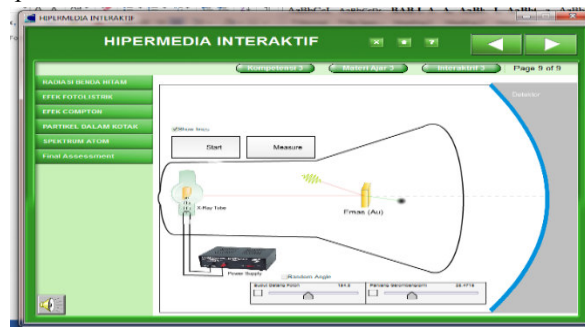 HIPERMEDIA INTERAKTIF
HIPERMEDIA INTERAKTIF
Kompetensi 3
Materi Ajar 3
Interaktif 3
Page 9 of 9
RADIASI BENDA HITAM
EFEK FOTOLISTRIK
EFEK COMPTON
PARTIKEL DALAM KOTAK
SPEKTRUM ATOM
Final Assessment
Detector
Start
Measure
X-Ray Tube
Emas (Au)
Power Supply
Random Angle